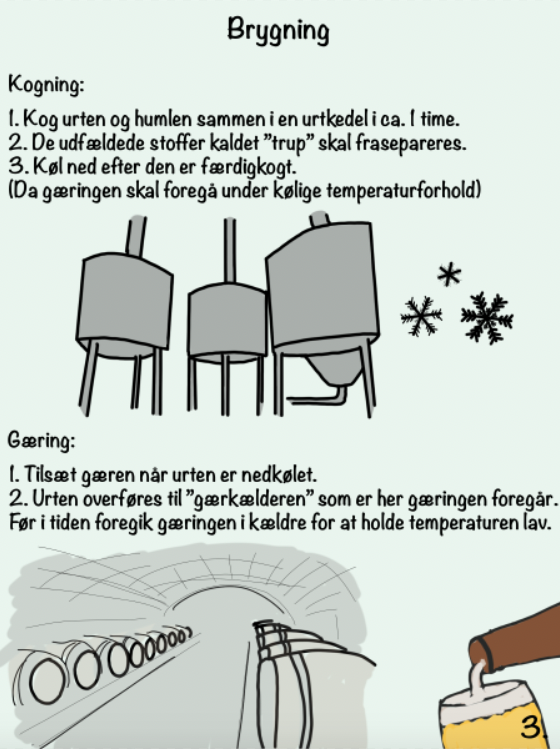 Brygning
Kogning:
1. Kog urten og humlen sammen i en urtkedel i ca. 1 time.
2. De udfældede stoffer kaldet "trup" skal frasepareres.
3. Køl ned efter den er færdigkogt.
(Da gæringen skal foregå under kølige temperaturforhold)
Gæring:
1. Tilsæt gæren når urten er nedkølet.
2. Urten overføres til "gærkælderen" som er her gæringen foregår.
Før i tiden foregik gæringen i kældre for at holde temperaturen lav.
3.